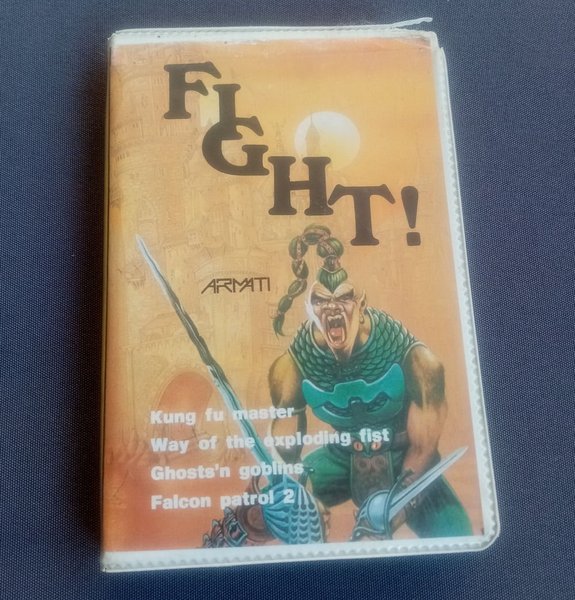 FIGHT!
ARMATI
Kung fu master
Way of the exploding fist
Ghosts'n goblins
Falcon patrol 2